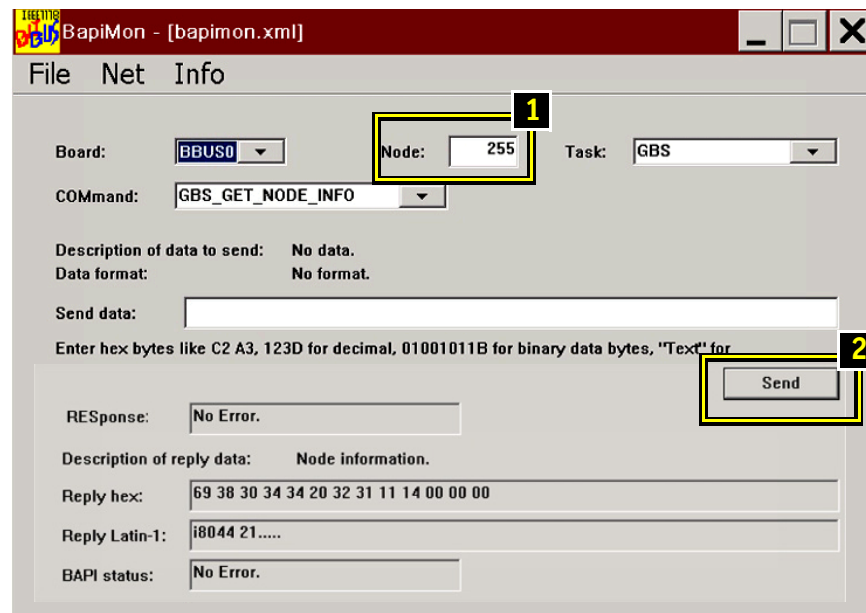 IEEE1118
BITBUS
BapiMon - [bapimon.xml]
File Net Info
1
Board: BBUS0 Node: 255 Task: GBS
COMmand: GBS_GET_NODE_INFO
Description of data to send: No data.
Data format: No format.
Send data:
Enter hex bytes like C2 A3, 123D for decimal, 01001011B for binary data bytes, "Text" for
2
Send
RESponse: No Error.
Description of reply data: Node information.
Reply hex: 69 38 30 34 34 20 32 31 11 14 00 00 00
Reply Latin-1: i8044 21.....
BAPI status: No Error.